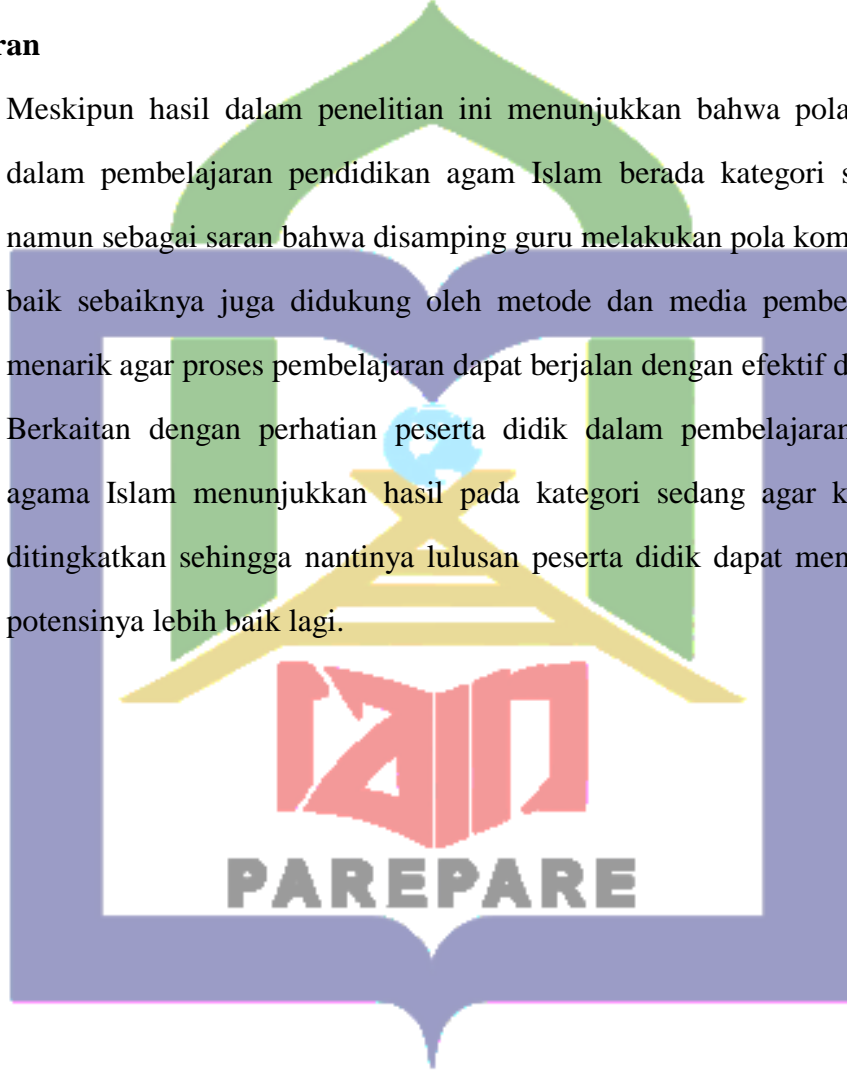 ran
Meskipun hasil dalam penelitian ini menunjukkan bahwa pola
dalam pembelajaran pendidikan agam Islam berada kategori s
namun sebagai saran bahwa disamping guru melakukan pola kom
baik sebaiknya juga didukung oleh metode dan media pembe
menarik agar proses pembelajaran dapat berjalan dengan efektif d
Berkaitan dengan perhatian peserta didik dalam pembelajaran
agama Islam menunjukkan hasil pada kategori sedang agar k
ditingkatkan sehingga nantinya lulusan peserta didik dapat men
potensinya lebih baik lagi.
iain
PAREPARE